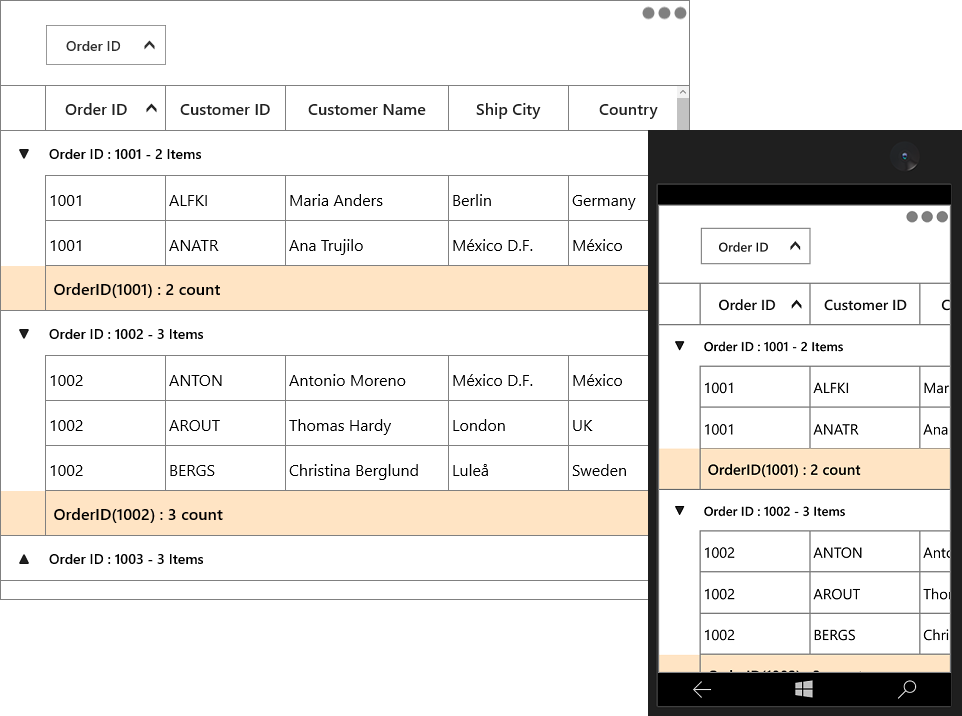 Order ID
Order ID Customer ID Customer Name Ship City Country
Order ID : 1001 - 2 Items
1001 ALFKI Maria Anders Berlin Germany
1001 ANATR Ana Trujilo México D.F. México
OrderID(1001) : 2 count
Order ID : 1002 - 3 Items
1002 ANTON Antonio Moreno México D.F. México
1002 AROUT Thomas Hardy London UK
1002 BERGS Christina Berglund Luleå Sweden
OrderID(1002) : 3 count
Order ID : 1003 - 3 Items
Order ID
Order ID Customer ID C
Order ID : 1001 - 2 Items
1001 ALFKI Mar
1001 ANATR Ana
OrderID(1001) : 2 count
Order ID : 1002 - 3 Items
1002 ANTON Anto
1002 AROUT Tho
1002 BERGS Chri